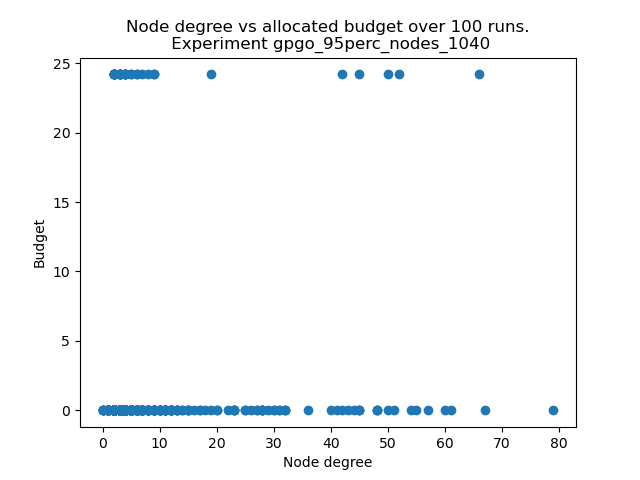 Node degree vs allocated budget over 100 runs.
Experiment gpgo_95perc_nodes_1040
25
20
15
10
5
0
Budget
0 10 20 30 40 50 60 70 80
Node degree